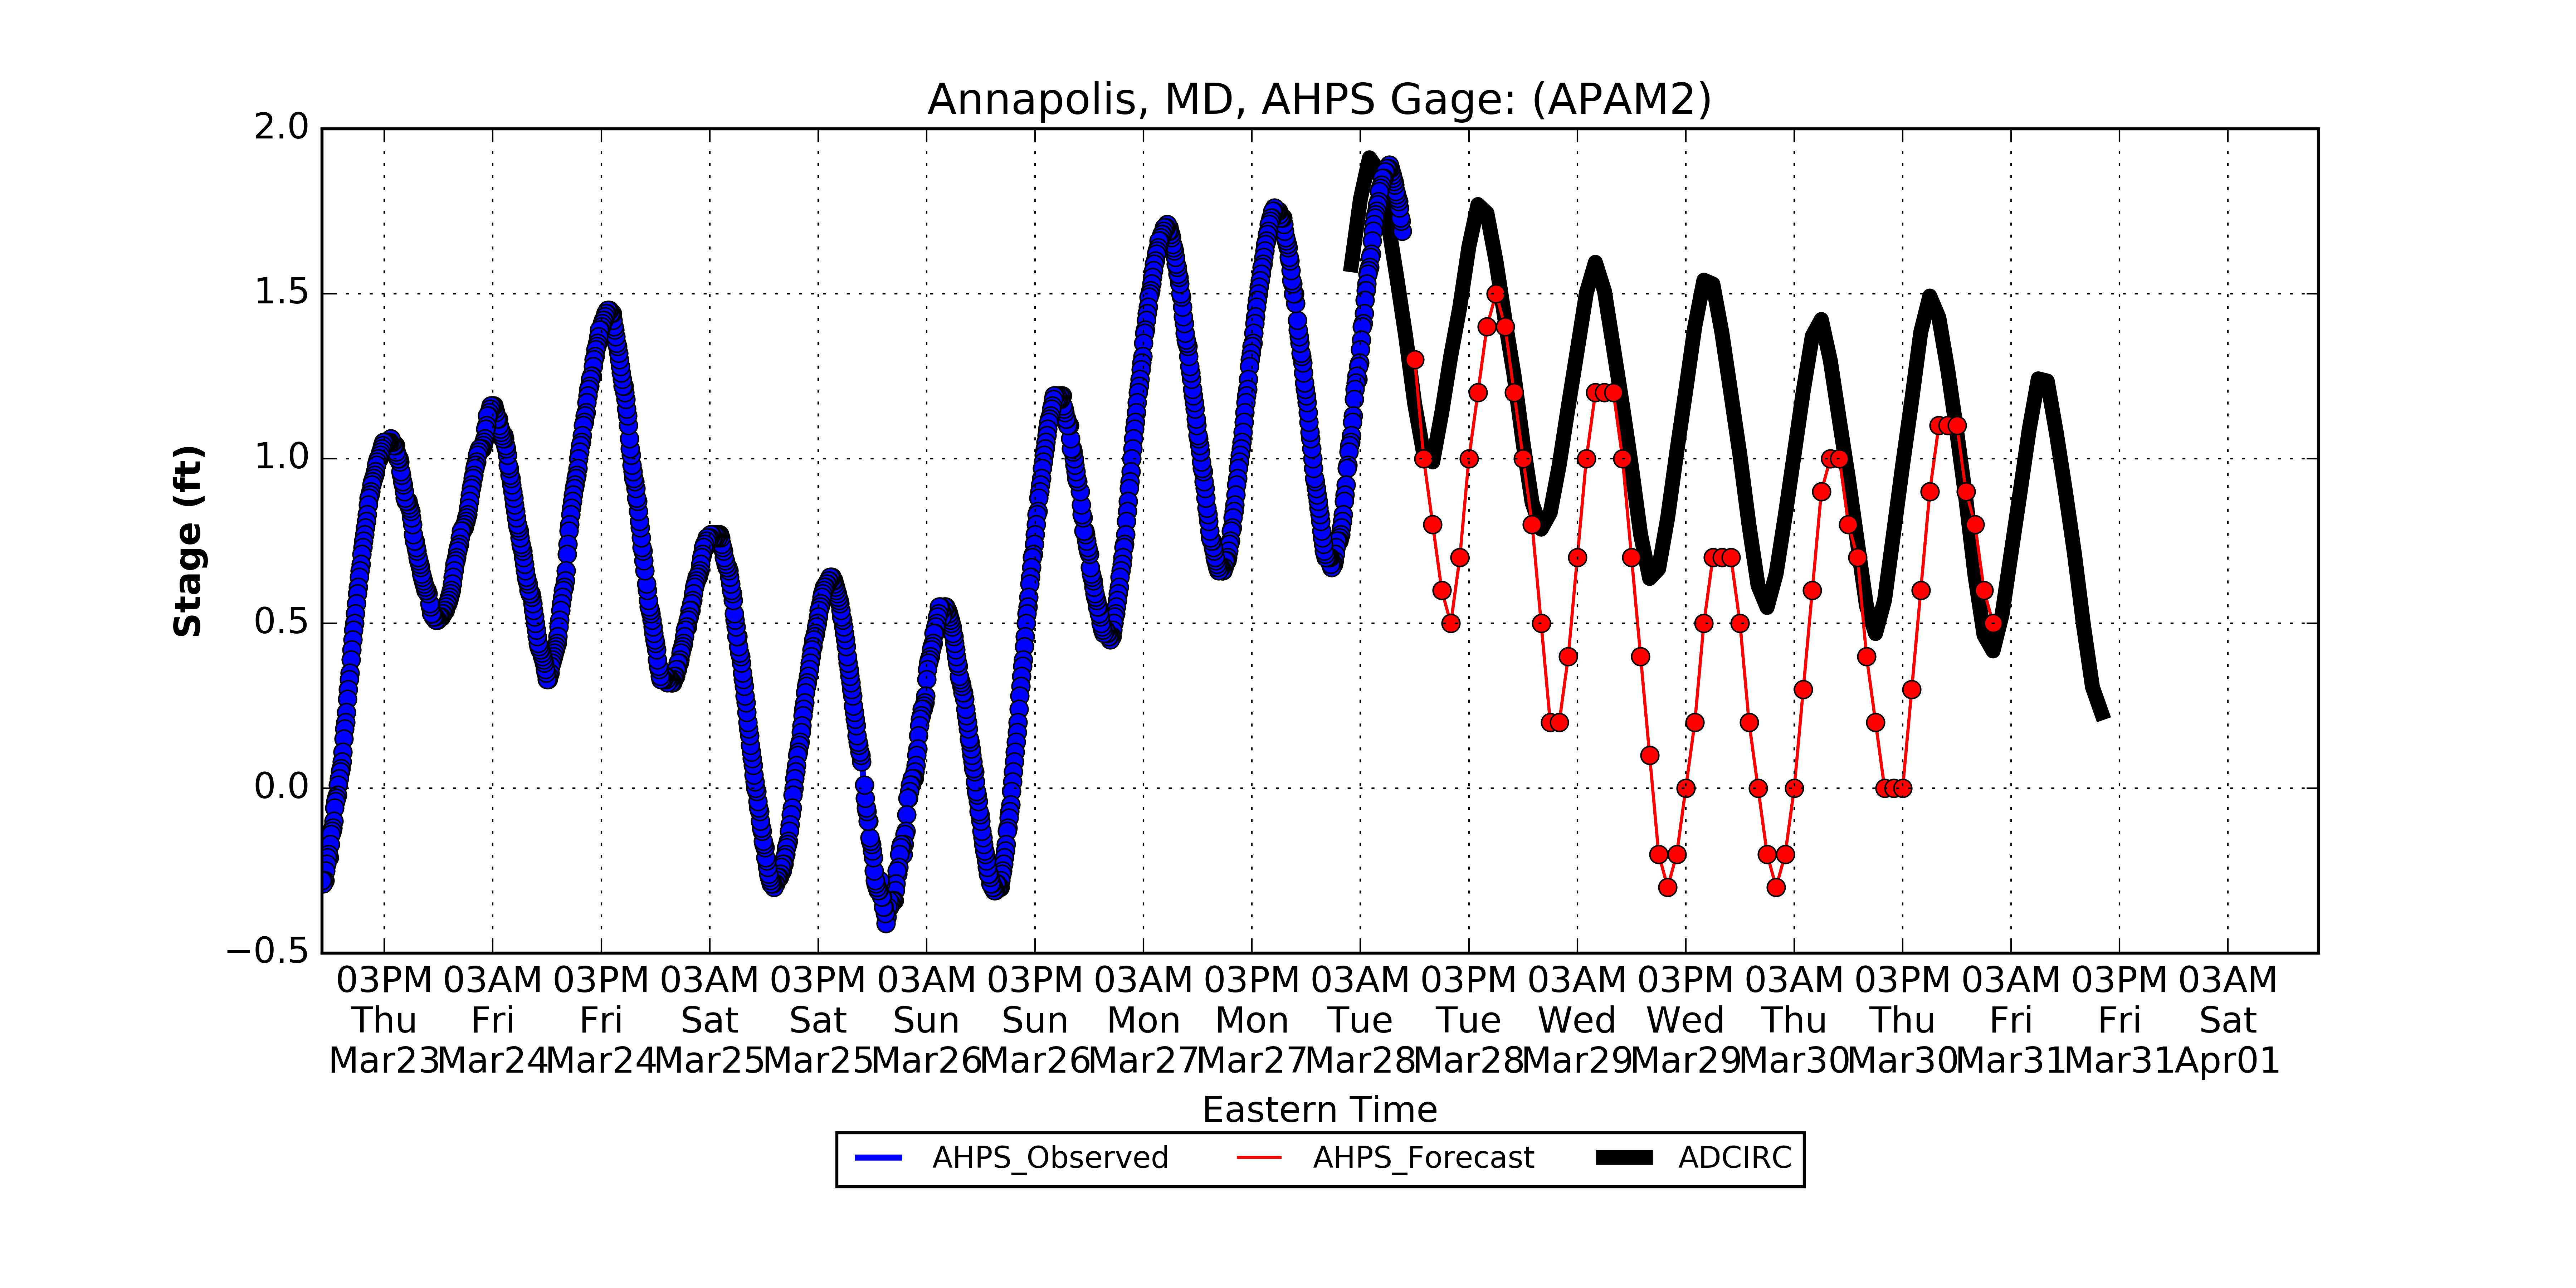 Annapolis, MD, AHPS Gage: (APAM2)
2.0
1.5
1.0
0.5
0.0
−0.5
Stage (ft)
03PM 03AM 03PM 03AM 03PM 03AM 03PM 03AM 03PM 03AM 03PM 03AM 03PM 03AM 03PM 03AM 03PM 03AM
Thu Fri Fri Sat Sat Sun Sun Mon Mon Tue Tue Wed Wed Thu Thu Fri Fri Sat
Mar23 Mar24 Mar24 Mar25 Mar25 Mar26 Mar26 Mar27 Mar27 Mar28 Mar28 Mar29 Mar29 Mar30 Mar30 Mar31 Mar31 Apr01
Eastern Time
AHPS_Observed AHPS_Forecast ADCIRC